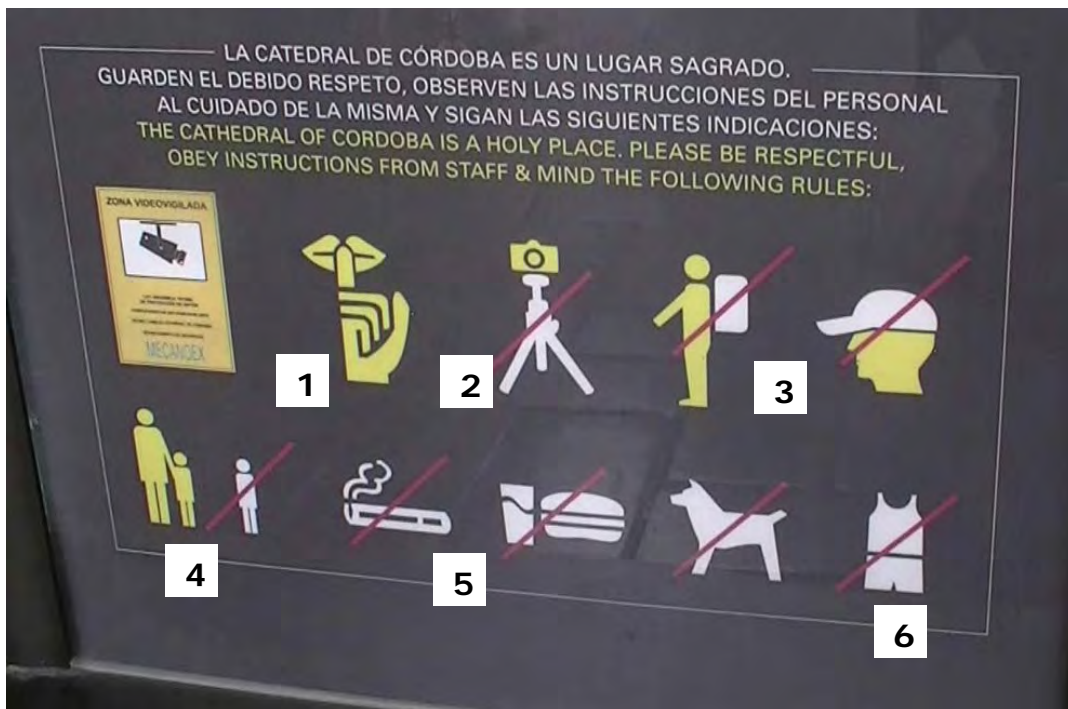 LA CATEDRAL DE CÓRDOBA ES UN LUGAR SAGRADO.
GUARDEN EL DEBIDO RESPETO, OBSERVEN LAS INSTRUCCIONES DEL PERSONAL
AL CUIDADO DE LA MISMA Y SIGAN LAS SIGUIENTES INDICACIONES:
THE CATHEDRAL OF CORDOBA IS A HOLY PLACE. PLEASE BE RESPECTFUL,
OBEY INSTRUCTIONS FROM STAFF & MIND THE FOLLOWING RULES:
ZONA VIDEOVIGILADA
MECANOEX
1
2
3
4
5
6